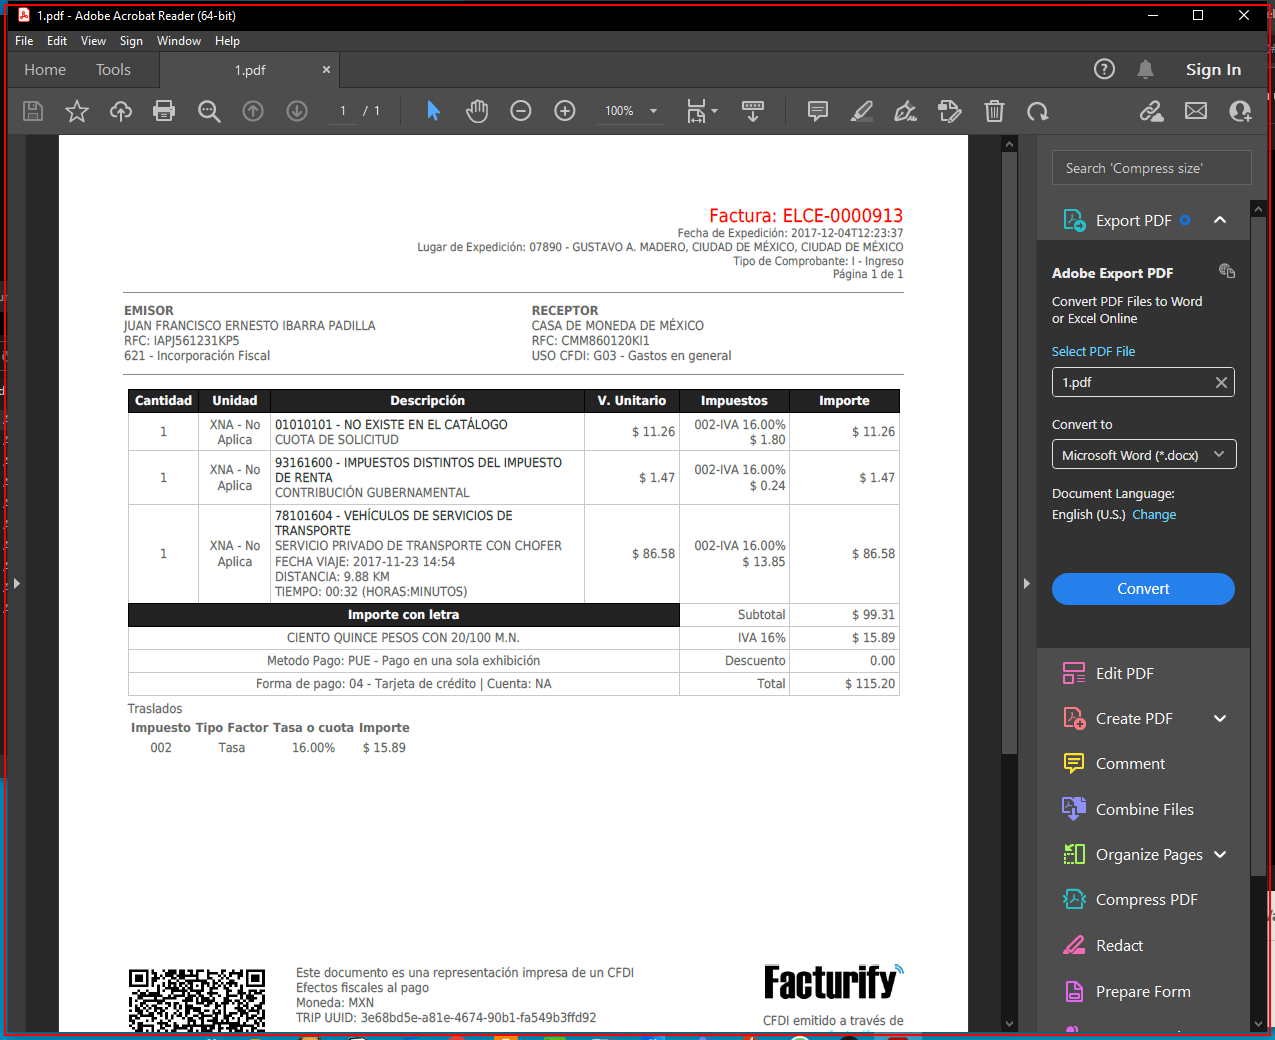 1.pdf - Adobe Acrobat Reader (64-bit)
File Edit View Sign Window Help
Home Tools 1.pdf Sign In
1 / 1 100%
Factura: ELCE-0000913
Fecha de Expedición: 2017-12-04T12:23:37
Lugar de Expedición: 07890 - GUSTAVO A. MADERO, CIUDAD DE MÉXICO, CIUDAD DE MÉXICO
Tipo de Comprobante: I - Ingreso
Página 1 de 1
EMISOR
JUAN FRANCISCO ERNESTO IBARRA PADILLA
RFC: IAPJ561231KP5
621 - Incorporación Fiscal
RECEPTOR
CASA DE MONEDA DE MÉXICO
RFC: CMM860120KI1
USO CFDI: G03 - Gastos en general
Cantidad Unidad Descripción V. Unitario Impuestos Importe
1 XNA - No Aplica 01010101 - NO EXISTE EN EL CATÁLOGO $ 11.26 002-IVA 16.00% $ 11.26
CUOTA DE SOLICITUD $ 1.80
1 XNA - No Aplica 93161600 - IMPUESTOS DISTINTOS DEL IMPUESTO $ 1.47 002-IVA 16.00% $ 1.47
DE RENTA $ 0.24
CONTRIBUCIÓN GUBERNAMENTAL
1 XNA - No Aplica 78101604 - VEHÍCULOS DE SERVICIOS DE $ 86.58 002-IVA 16.00% $ 86.58
TRANSPORTE $ 13.85
SERVICIO PRIVADO DE TRANSPORTE CON CHOFER
FECHA VIAJE: 2017-11-23 14:54
DISTANCIA: 9.88 KM
TIEMPO: 00:32 (HORAS:MINUTOS)
Importe con letra Subtotal $ 99.31
CIENTO QUINCE PESOS CON 20/100 M.N. IVA 16% $ 15.89
Metodo Pago: PUE - Pago en una sola exhibición Descuento 0.00
Forma de pago: 04 - Tarjeta de crédito | Cuenta: NA Total $ 115.20
Traslados
Impuesto Tipo Factor Tasa o cuota Importe
002 Tasa 16.00% $ 15.89
Este documento es una representación impresa de un CFDI
Efectos fiscales al pago
Moneda: MXN
TRIP UUID: 3e68bd5e-a81e-4674-90b1-fa549b3ffd92
Facturify
CFDI emitido a través de
Search 'Compress size'
Export PDF
Adobe Export PDF
Convert PDF Files to Word
or Excel Online
Select PDF File
1.pdf
Convert to
Microsoft Word (*.docx)
Document Language:
English (U.S.) Change
Convert
Edit PDF
Create PDF
Comment
Combine Files
Organize Pages
Compress PDF
Redact
Prepare Form